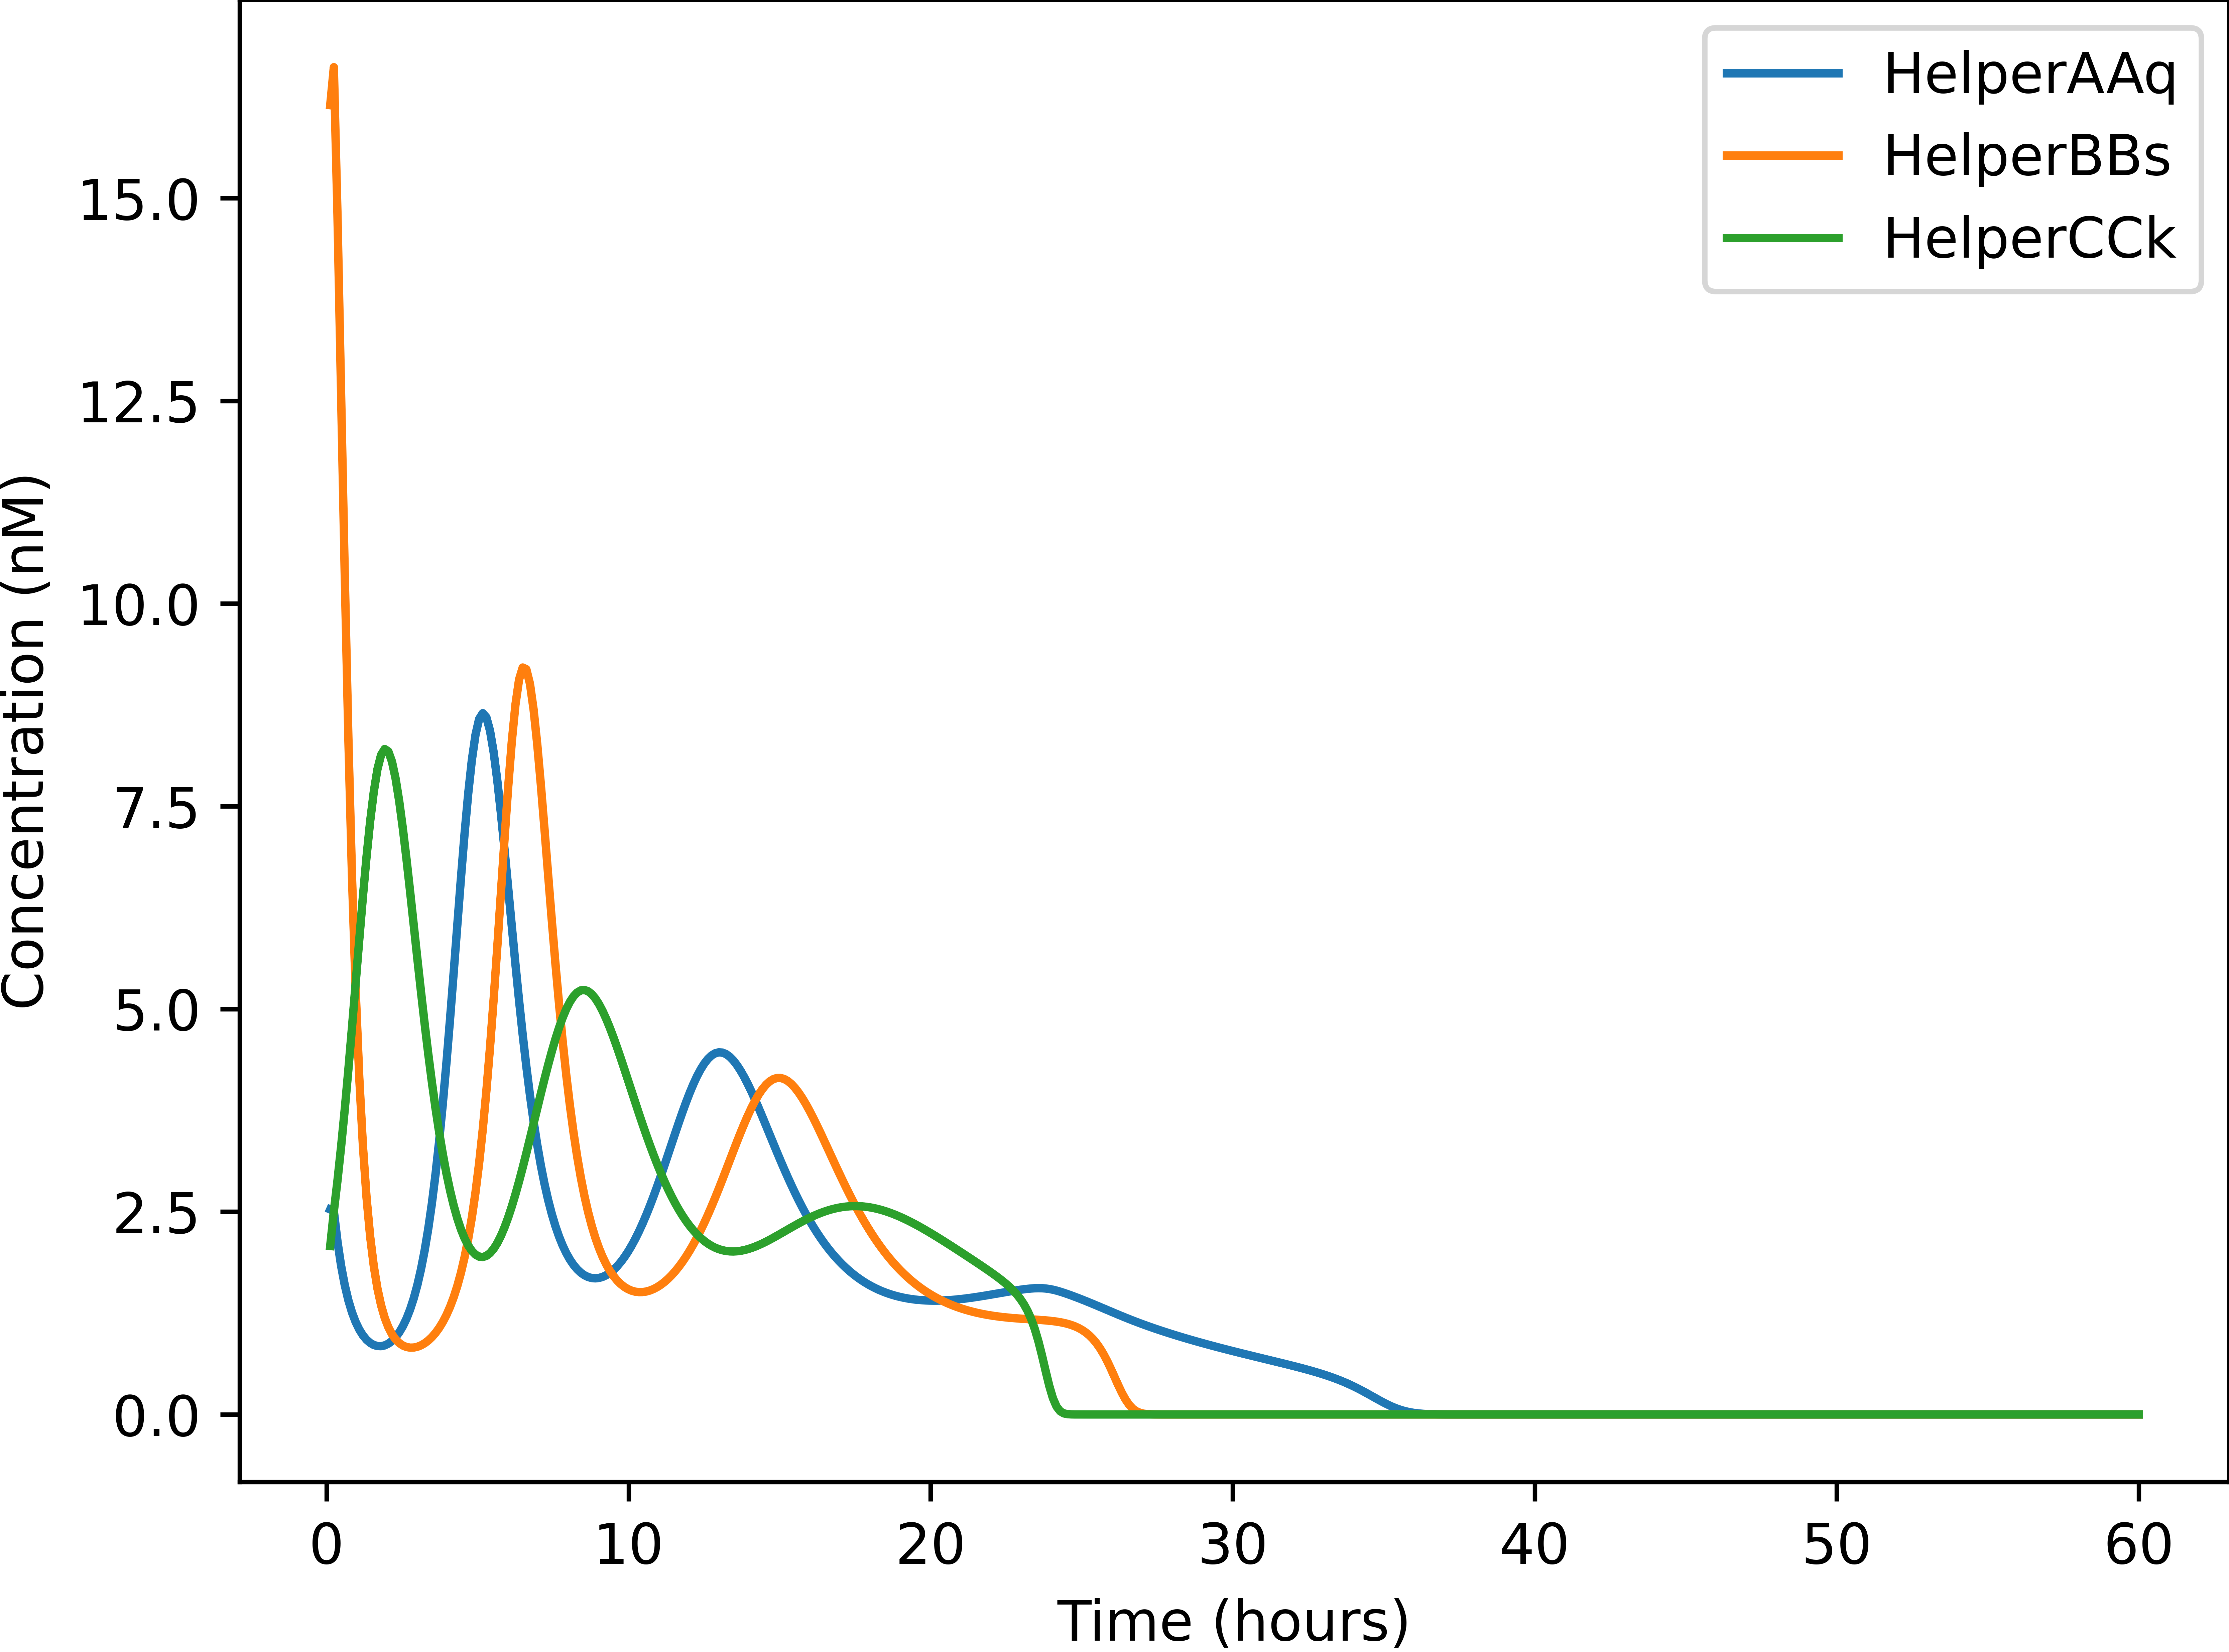 HelperAAq
HelperBBs
HelperCCk
Concentration (nM)
15.0
12.5
10.0
7.5
5.0
2.5
0.0
0 10 20 30 40 50 60
Time (hours)